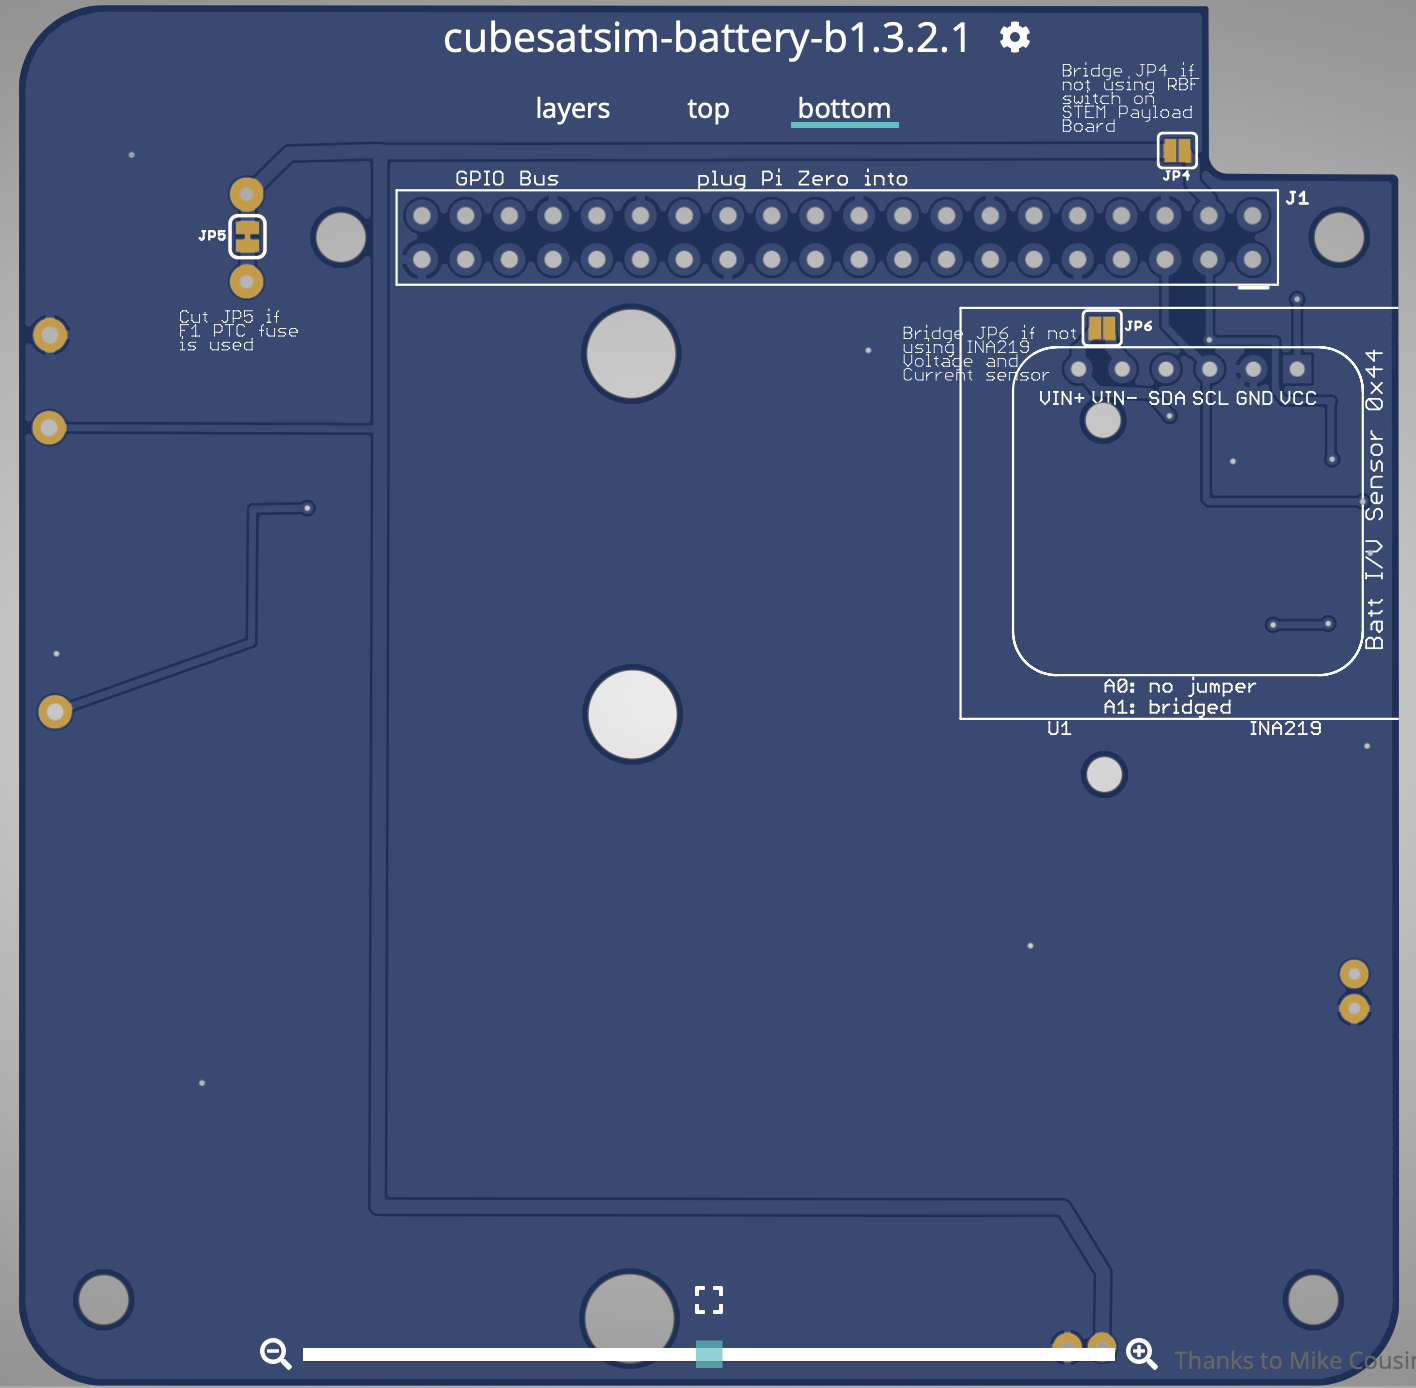 cubesatsim-battery-b1.3.2.1
layers
top
bottom
Bridge JP4 if
not using RBF
switch on
STEM Payload
Board
JP4
GPIO Bus
plug Pi Zero into
J1
JP5
Cut JP5 if
F1 PTC fuse
is used
Bridge JP6 if not
using INA219
Voltage and
Current sensor
JP6
VIN+ VIN- SDA SCL GND VCC
Batt I/V Sensor 0x44
A0: no jumper
A1: bridged
U1
INA219
Thanks to Mike Cousin